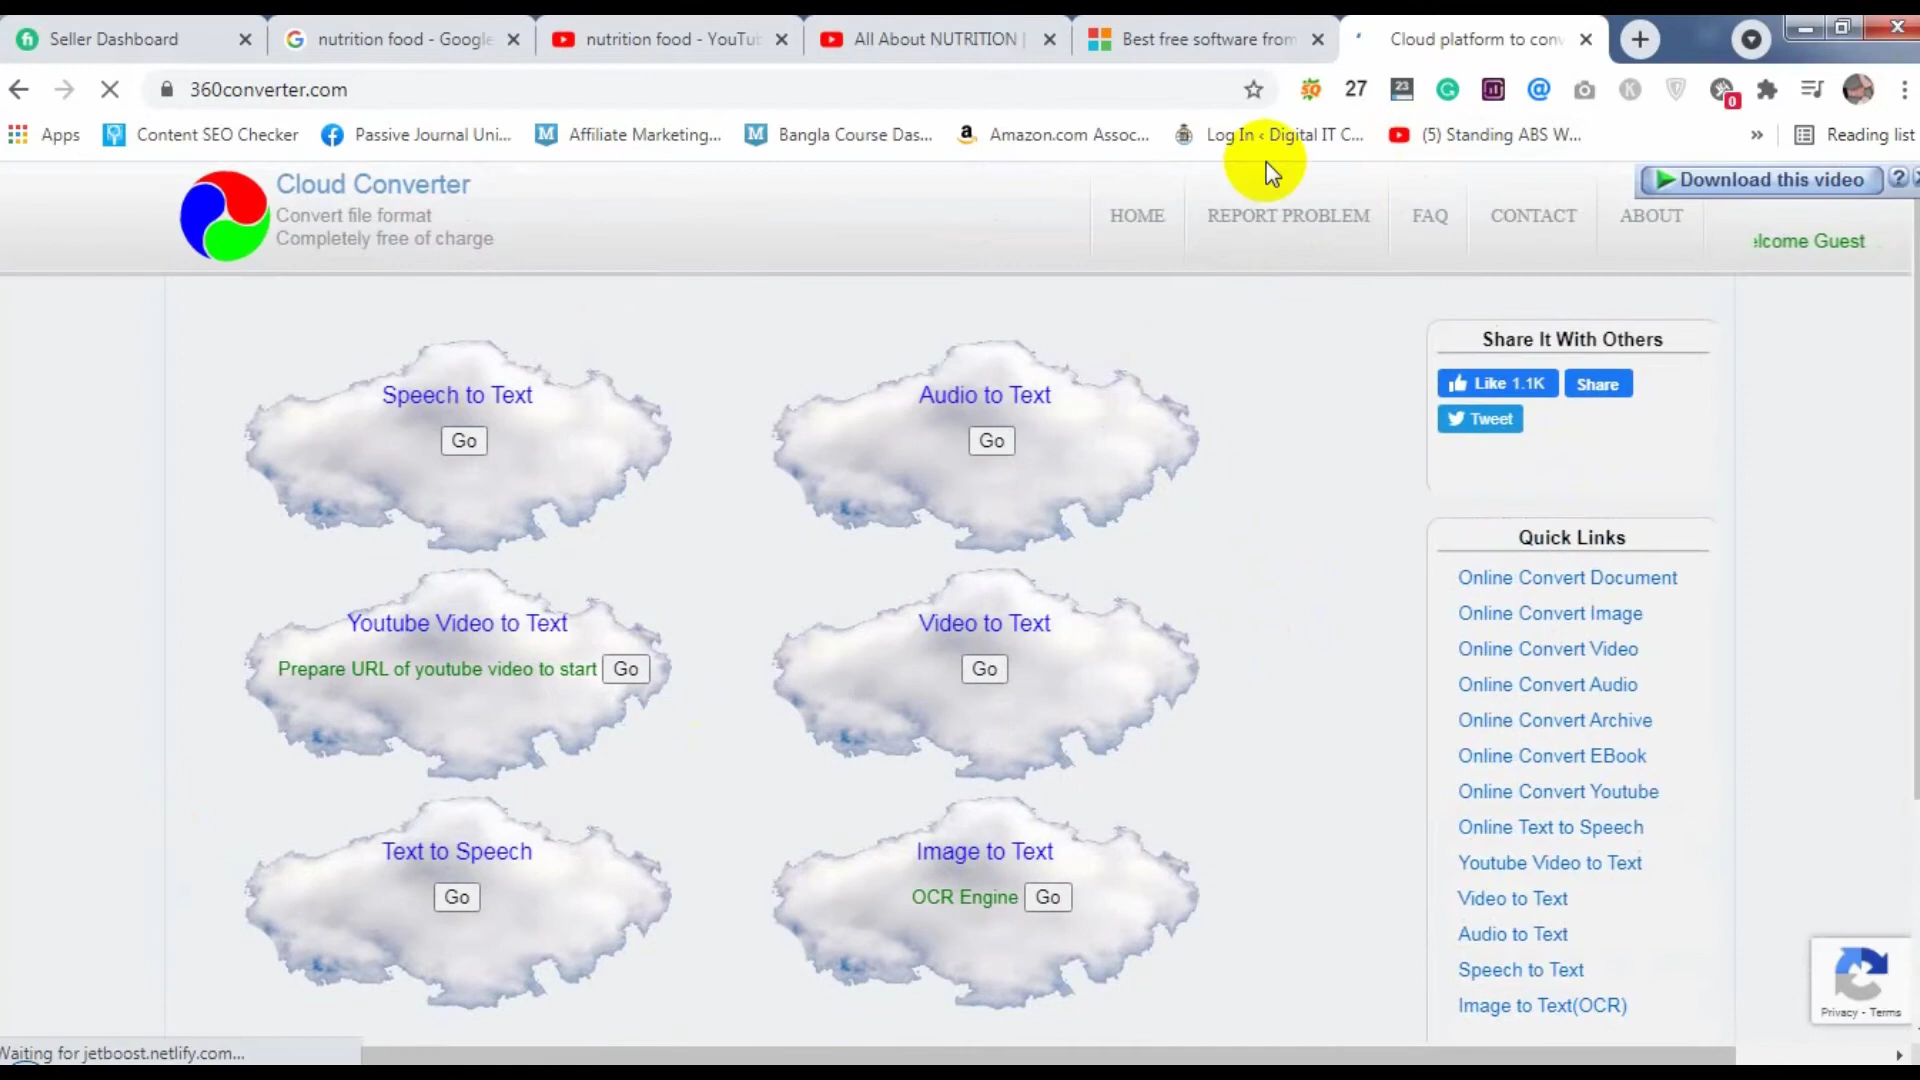 Seller Dashboard
nutrition food - Google
nutrition food - YouTu
All About NUTRITION |
Best free software from
Cloud platform to conv
360converter.com
27
23
0
Apps
Content SEO Checker
Passive Journal Uni...
Affiliate Marketing...
Bangla Course Das...
Amazon.com Assoc...
Log In ‹ Digital IT C...
(5) Standing ABS W...
»
Reading list
Cloud Converter
Convert file format
Completely free of charge
HOME
REPORT PROBLEM
FAQ
CONTACT
ABOUT
Download this video
?
elcome Guest
Speech to Text
Go
Audio to Text
Go
Youtube Video to Text
Prepare URL of youtube video to start Go
Video to Text
Go
Text to Speech
Go
Image to Text
OCR Engine Go
Share It With Others
Like 1.1K
Share
Tweet
Quick Links
Online Convert Document
Online Convert Image
Online Convert Video
Online Convert Audio
Online Convert Archive
Online Convert EBook
Online Convert Youtube
Online Text to Speech
Youtube Video to Text
Video to Text
Audio to Text
Speech to Text
Image to Text(OCR)
Privacy - Terms
Waiting for jetboost.netlify.com...